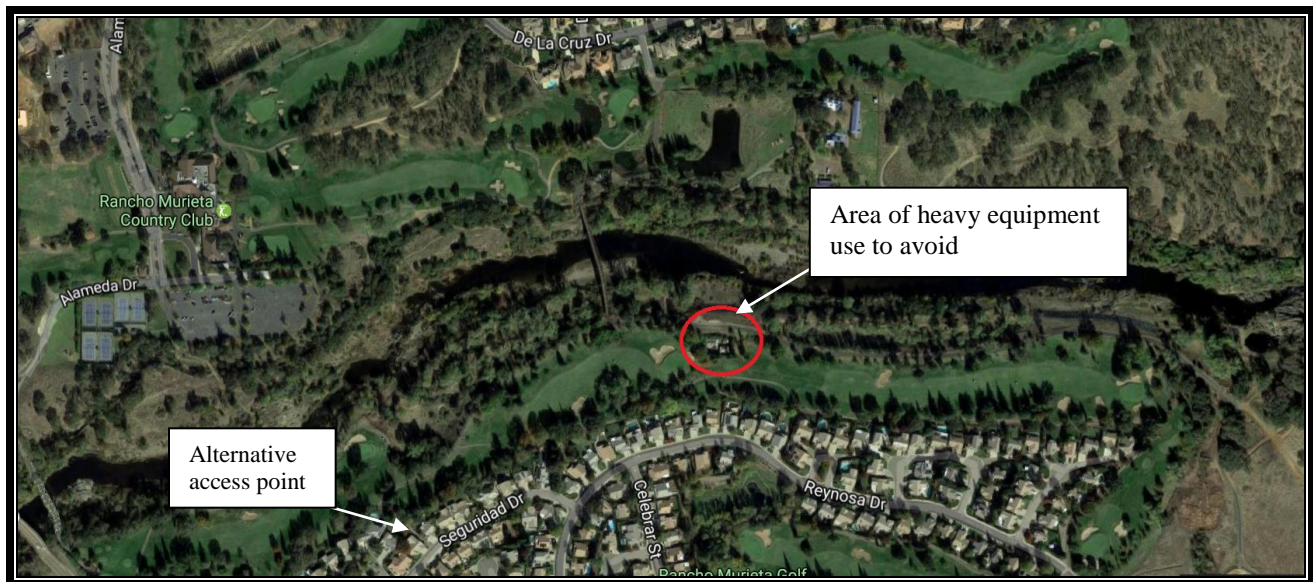 Alam
De La Cruz Dr
Rancho Murieta
Country Club
Area of heavy equipment
use to avoid
Alameda Dr
Alternative
access point
Seguridad Dr
Celebrar St
Reynosa Dr
Rancho Murieta Golf